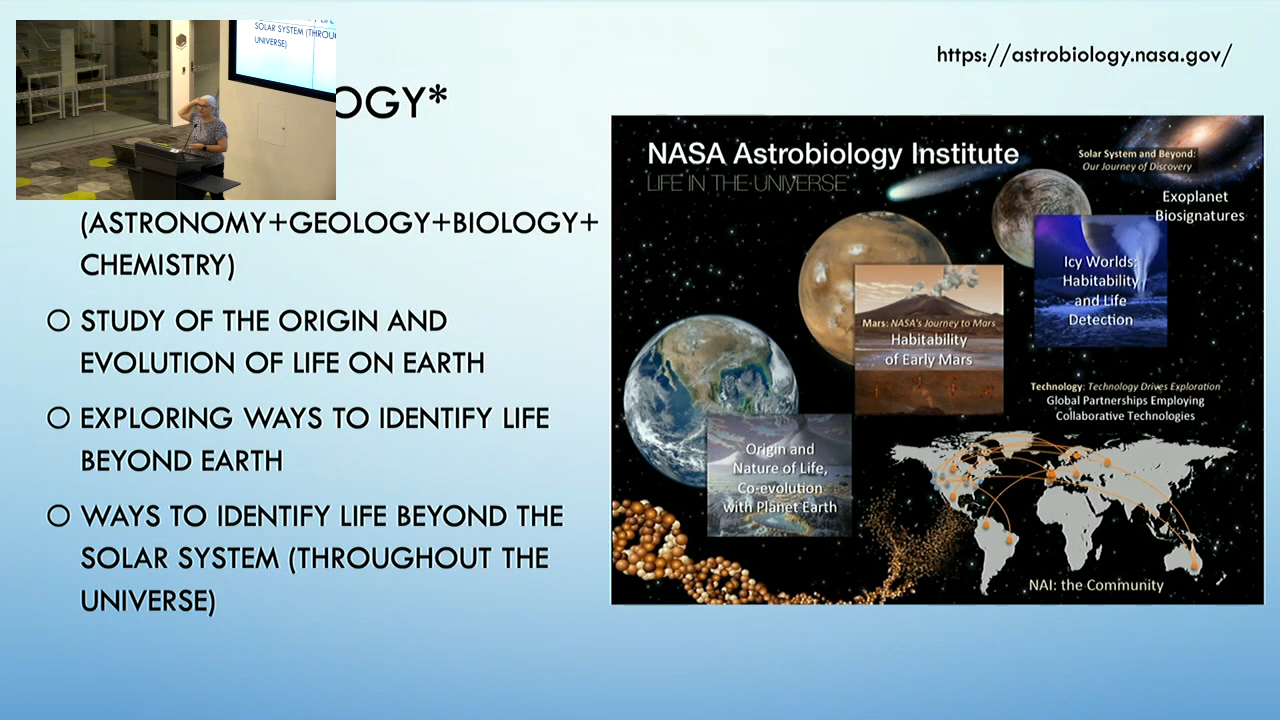 https://astrobiology.nasa.gov/
SOLAR SYSTEM (THROU
UNIVERSE)
OGY*
(ASTRONOMY+GEOLOGY+BIOLOGY+
CHEMISTRY)
STUDY OF THE ORIGIN AND
EVOLUTION OF LIFE ON EARTH
EXPLORING WAYS TO IDENTIFY LIFE
BEYOND EARTH
WAYS TO IDENTIFY LIFE BEYOND THE
SOLAR SYSTEM (THROUGHOUT THE
UNIVERSE)
NASA Astrobiology Institute
LIFE IN THE UNIVERSE
Solar System and Beyond:
Our Journey of Discovery
Exoplanet
Biosignatures
Icy Worlds:
Habitability
and Life
Detection
Mars: NASA's Journey to Mars
Habitability
of Early Mars
Technology: Technology Drives Exploration
Global Partnerships Employing
Collaborative Technologies
Origin and
Nature of Life,
Co-evolution
with Planet Earth
NAI: the Community